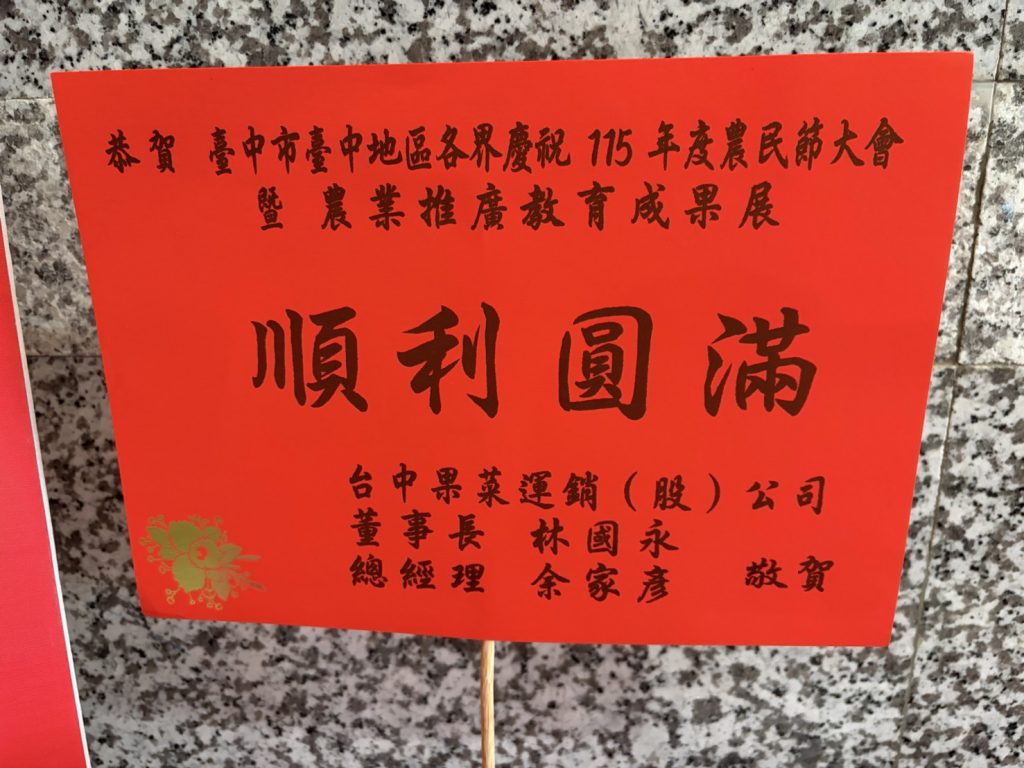 恭賀 臺中市臺中地區各界慶祝 115 年度農民節大會
暨 農業推廣教育成果展
順利圓滿
台中果菜運銷(股)公司
董事長 林國永
總經理 余家彥 敬賀